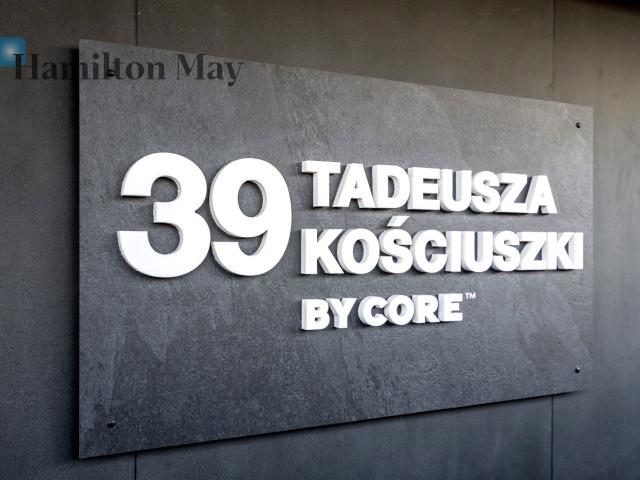 Hamilton May
39 TADEUSZA
KOŚCIUSZKI
BY CORE™